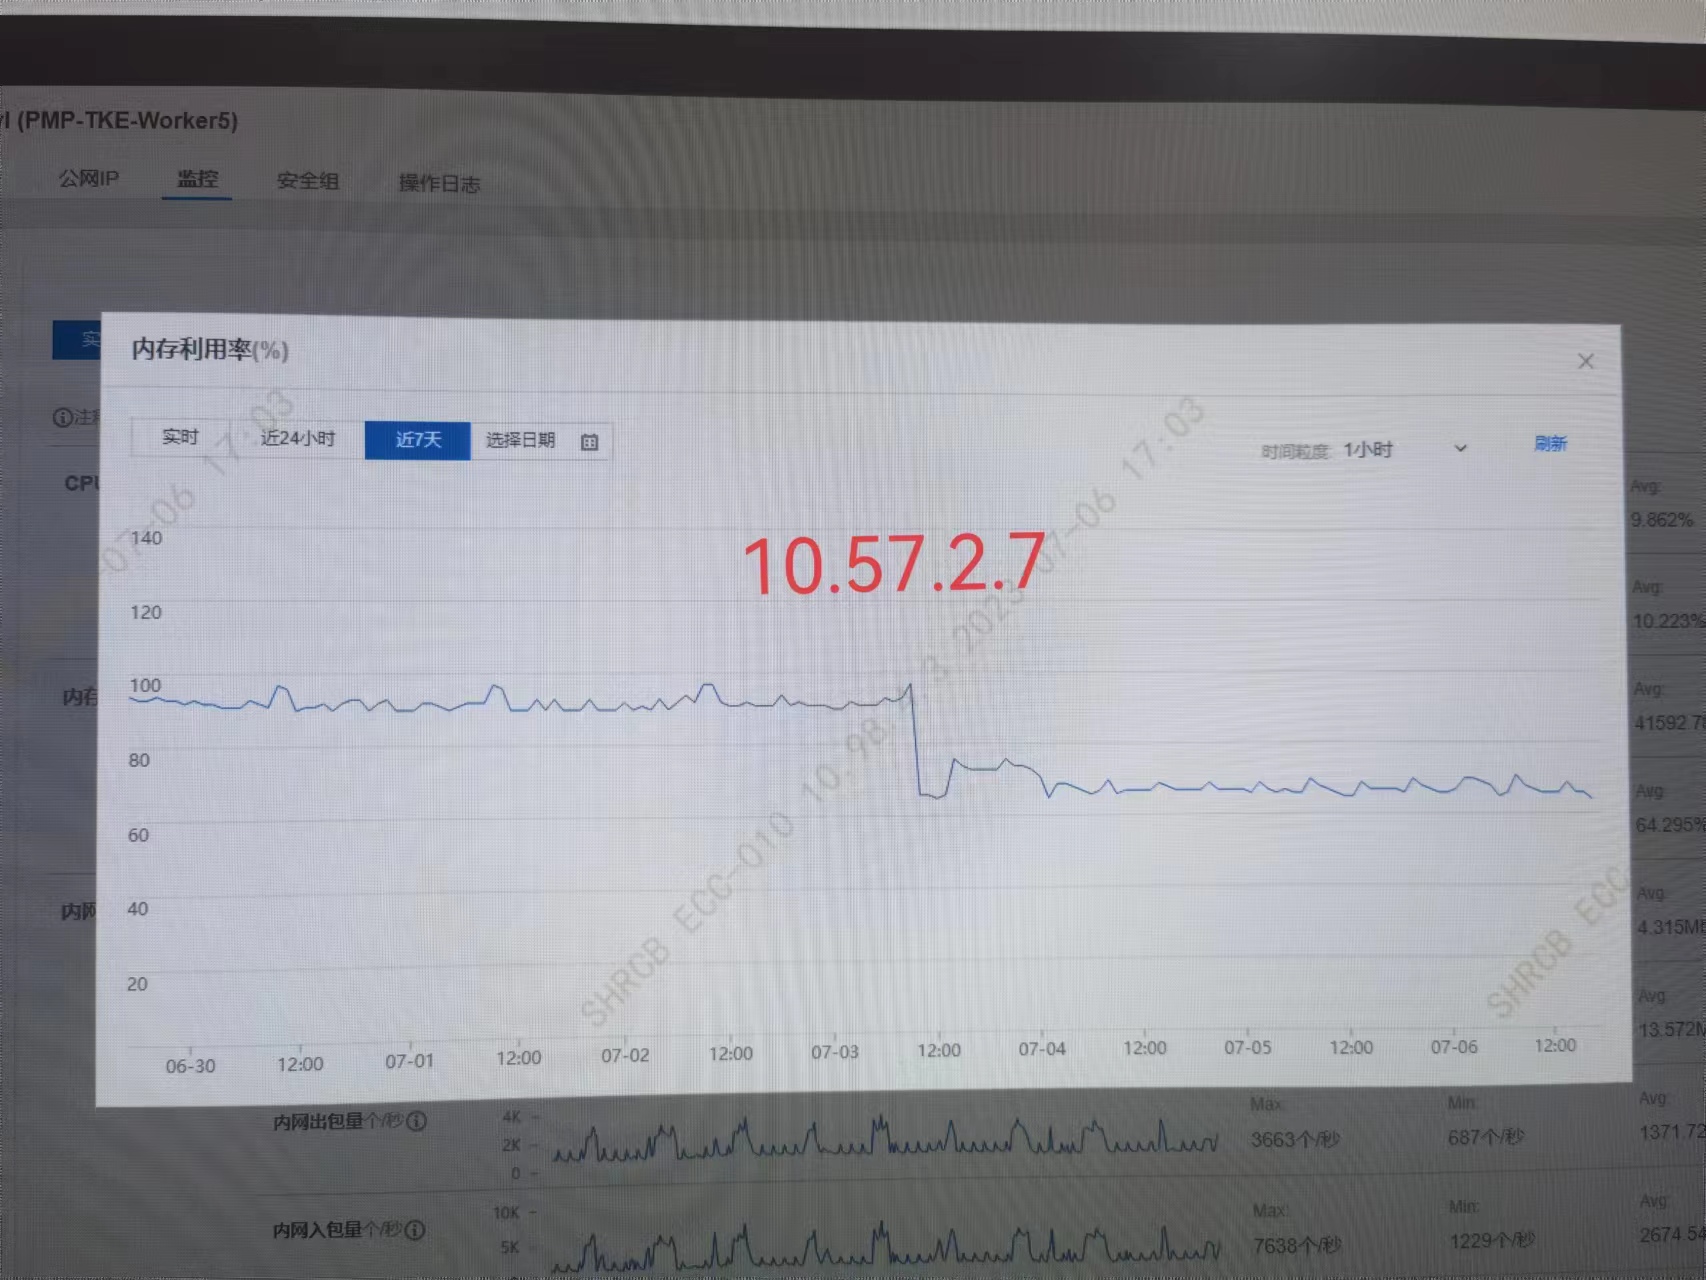 (PMP-TKE-Worker5)
公网IP 监控 安全组 操作日志
内存利用率(%)
实时 近24小时 近7天 选择日期
时间粒度 1小时 刷新
10.57.2.7
140
120
100
80
60
40
20
06-30 12:00 07-01 12:00 07-02 12:00 07-03 12:00 07-04 12:00 07-05 12:00 07-06 12:00
CPU
内存
内网
Avg:
9.862%
Avg:
10.223%
Avg:
41592.78
Avg:
64.295%
Avg:
4.315M
Avg:
13.572M
内网出包量个/秒
4K
2K
0
Max: Min: Avg:
3663个/秒 687个/秒 1371.72
内网入包量个/秒
10K
5K
Max: Min: Avg:
7638个/秒 1229个/秒 2674.54
07-06 17:03
SHRCB ECC-010 10.98. 3 2023-07-06 17:03
SHRCB ECC